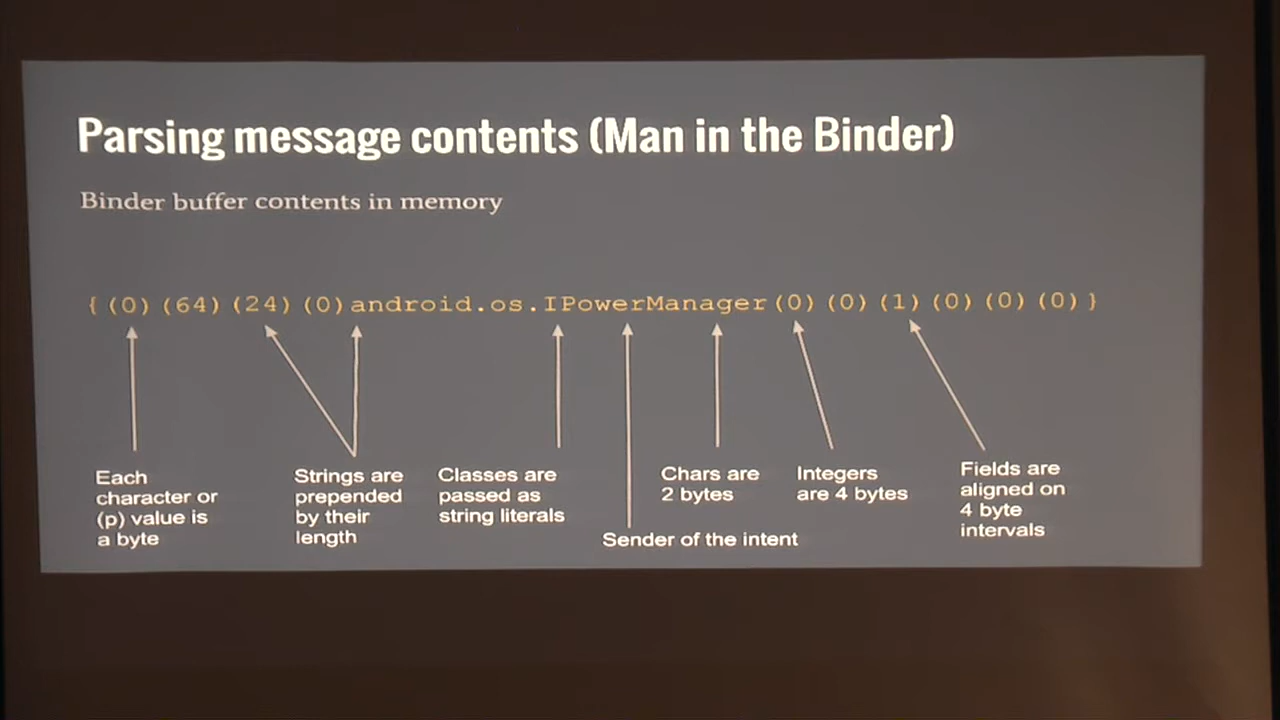 Parsing message contents (Man in the Binder)
Binder buffer contents in memory
{(0)(64)(24)(0)android.os.IPowerManager(0)(0)(1)(0)(0)(0)}
Each
character or
(p) value is
a byte
Strings are
prepended
by their
length
Classes are
passed as
string literals
Sender of the intent
Chars are
2 bytes
Integers
are 4 bytes
Fields are
aligned on
4 byte
intervals